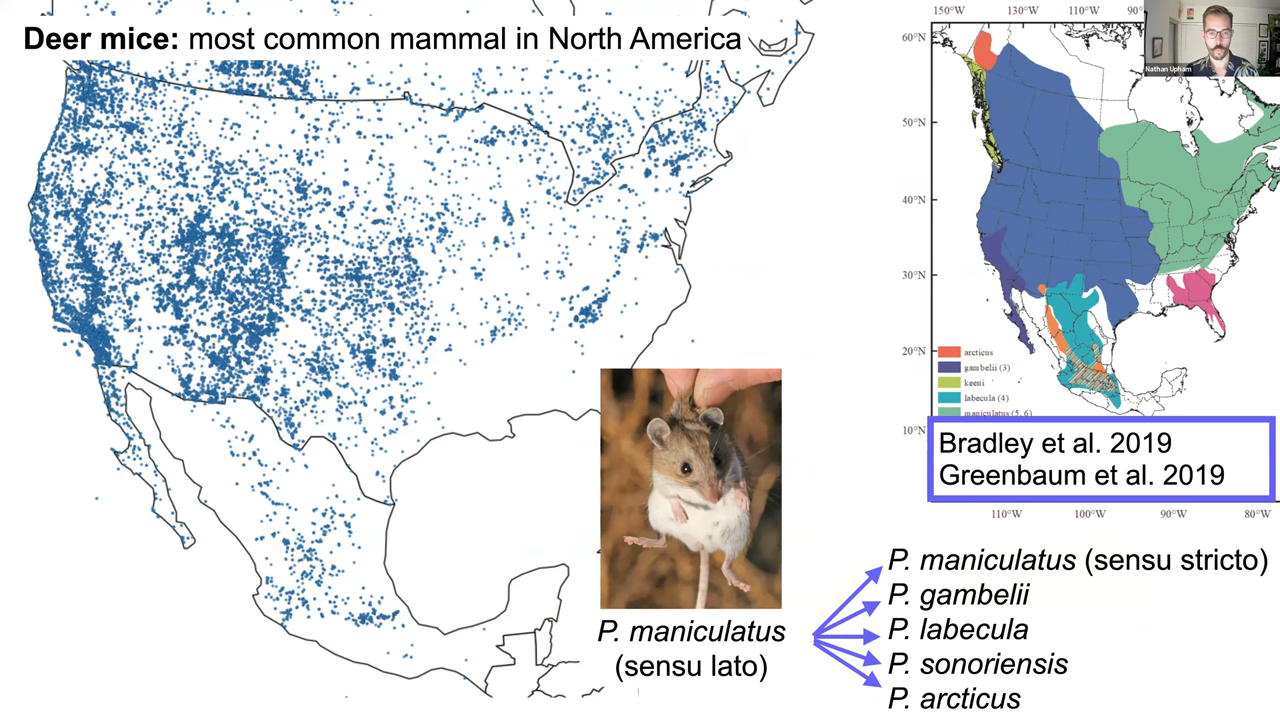 Deer mice: most common mammal in North America
150°W 130°W 110°W 90°
Nathan Upham
60°N
50°N
40°N
30°N
20°N
10°N
arcticus
gambelii (3)
keeni
labecula (4)
maniculatus (5, 6)
Bradley et al. 2019
Greenbaum et al. 2019
110°W 100°W 90°W 80°W
P. maniculatus
(sensu lato)
P. maniculatus (sensu stricto)
P. gambelii
P. labecula
P. sonoriensis
P. arcticus